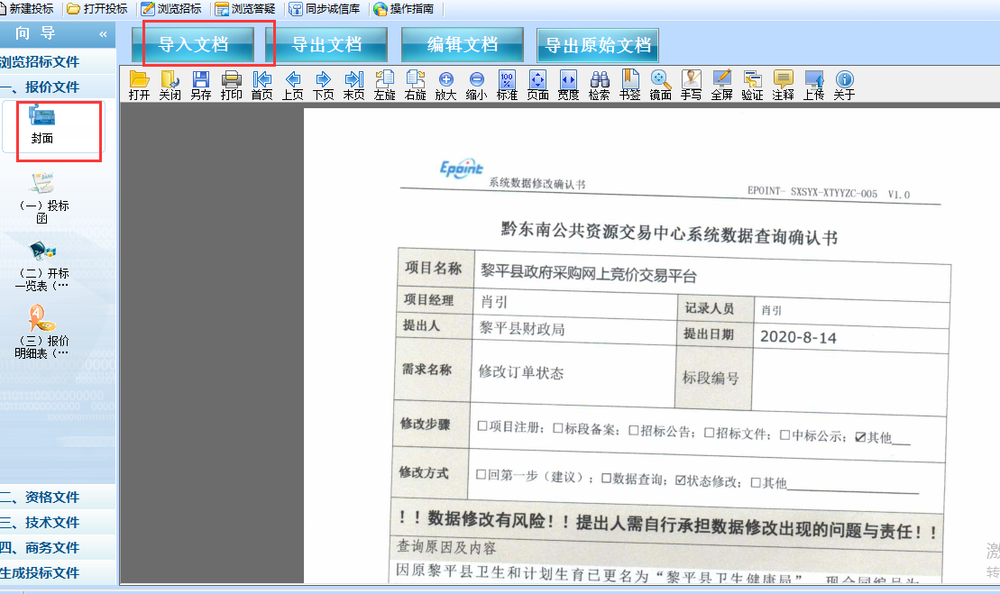 新建投标 打开投标 浏览招标 浏览答疑 同步诚信库 操作指南
向 导 «
导入文档 导出文档 编辑文档 导出原始文档
浏览招标文件
一、报价文件
打开 关闭 另存 打印 首页 上页 下页 末页 左旋 右旋 放大 缩小 标准 页面 宽度 检索 书签 镜面 手写 全屏 验证 注释 上传 关于
封面
（一）投标
函
（二）开标
一览表（…
（三）报价
明细表（…
二、资格文件
三、技术文件
四、商务文件
生成投标文件
Epoint 系统数据修改确认书 EPOINT- SXSYX-XTYYZC-005 V1.0
黔东南公共资源交易中心系统数据查询确认书
项目名称 黎平县政府采购网上竞价交易平台
项目经理 肖引 记录人员 肖引
提出人 黎平县财政局 提出日期 2020-8-14
需求名称 修改订单状态 标段编号
修改步骤 □项目注册；□标段备案；□招标公告；□招标文件；□中标公示；☑其他___
修改方式 □回第一步（建议）；□数据查询；☑状态修改；□其他____________________
！！数据修改有风险！！提出人需自行承担数据修改出现的问题与责任！！
查询原因及内容
因原黎平县卫生和计划生育已更名为“黎平县卫生健康局”，现合同编号为
激
转